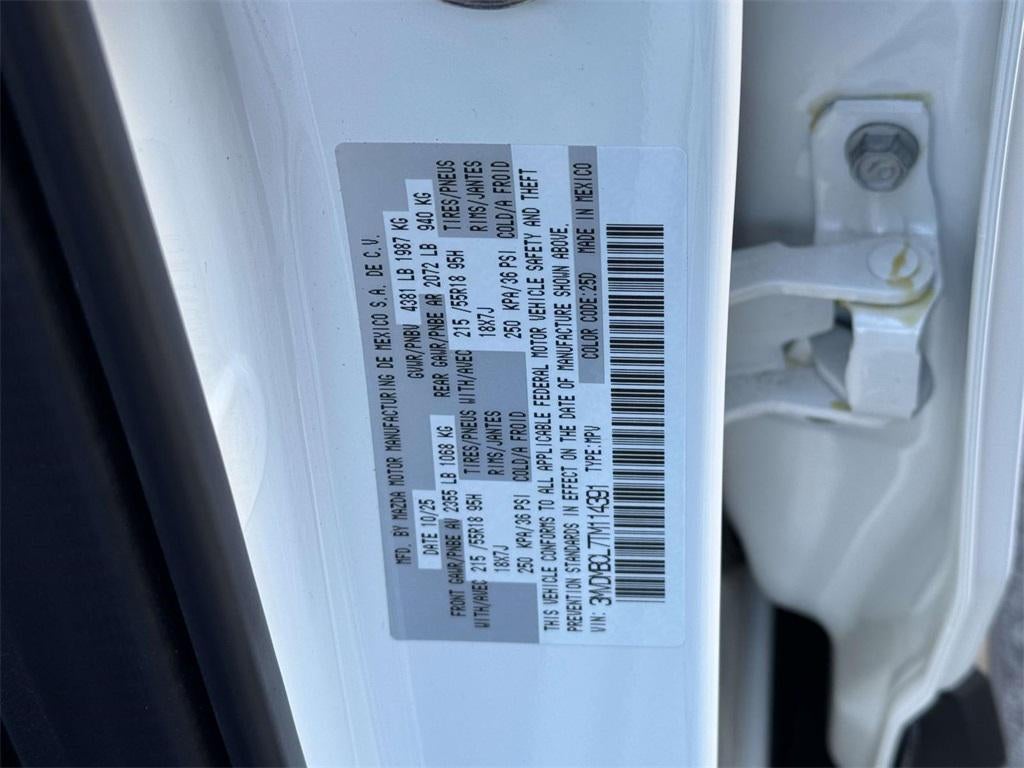 MFD. BY MAZDA MOTOR MANUFACTURING DE MEXICO S.A. DE C.V.
DATE 10/25 GVWR/PNBV 4381 LB 1987 KG
FRONT GAWR/PNBE AV 2355 LB 1068 KG REAR GAWR/PNBE AR 2072 LB 940 KG
WITH/AVEC 215 /55R18 95H TIRES/PNEUS WITH/AVEC 215 /55R18 95H TIRES/PNEUS
18X7J RIMS/JANTES 18X7J RIMS/JANTES
250 KPA/36 PSI COLD/A FROID 250 KPA/36 PSI COLD/A FROID
THIS VEHICLE CONFORMS TO ALL APPLICABLE FEDERAL MOTOR VEHICLE SAFETY AND THEFT
PREVENTION STANDARDS IN EFFECT ON THE DATE OF MANUFACTURE SHOWN ABOVE.
VIN: 3MVDMBCL7TM114391 TYPE:MPV COLOR CODE:25D MADE IN MEXICO